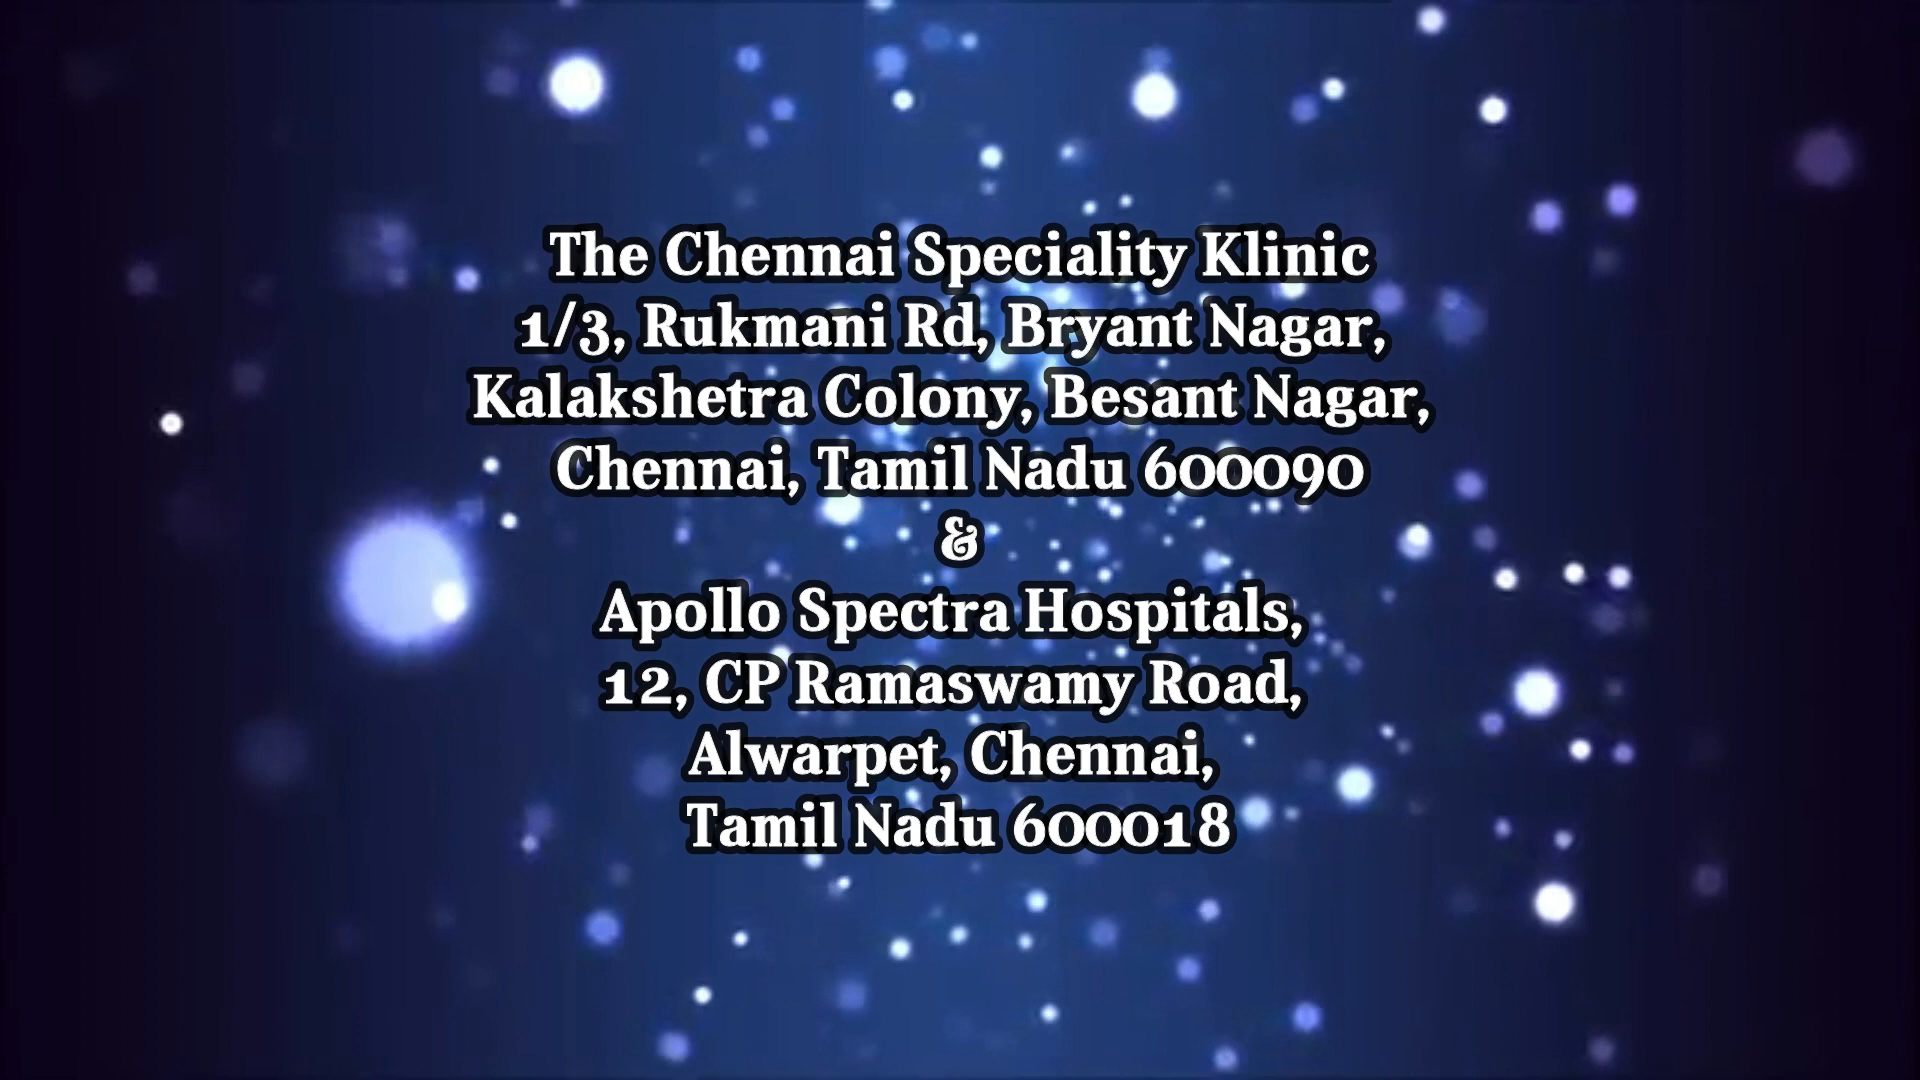 The Chennai Speciality Klinic
1/3, Rukmani Rd, Bryant Nagar,
Kalakshetra Colony, Besant Nagar,
Chennai, Tamil Nadu 600090
&
Apollo Spectra Hospitals,
12, CP Ramaswamy Road,
Alwarpet, Chennai,
Tamil Nadu 600018